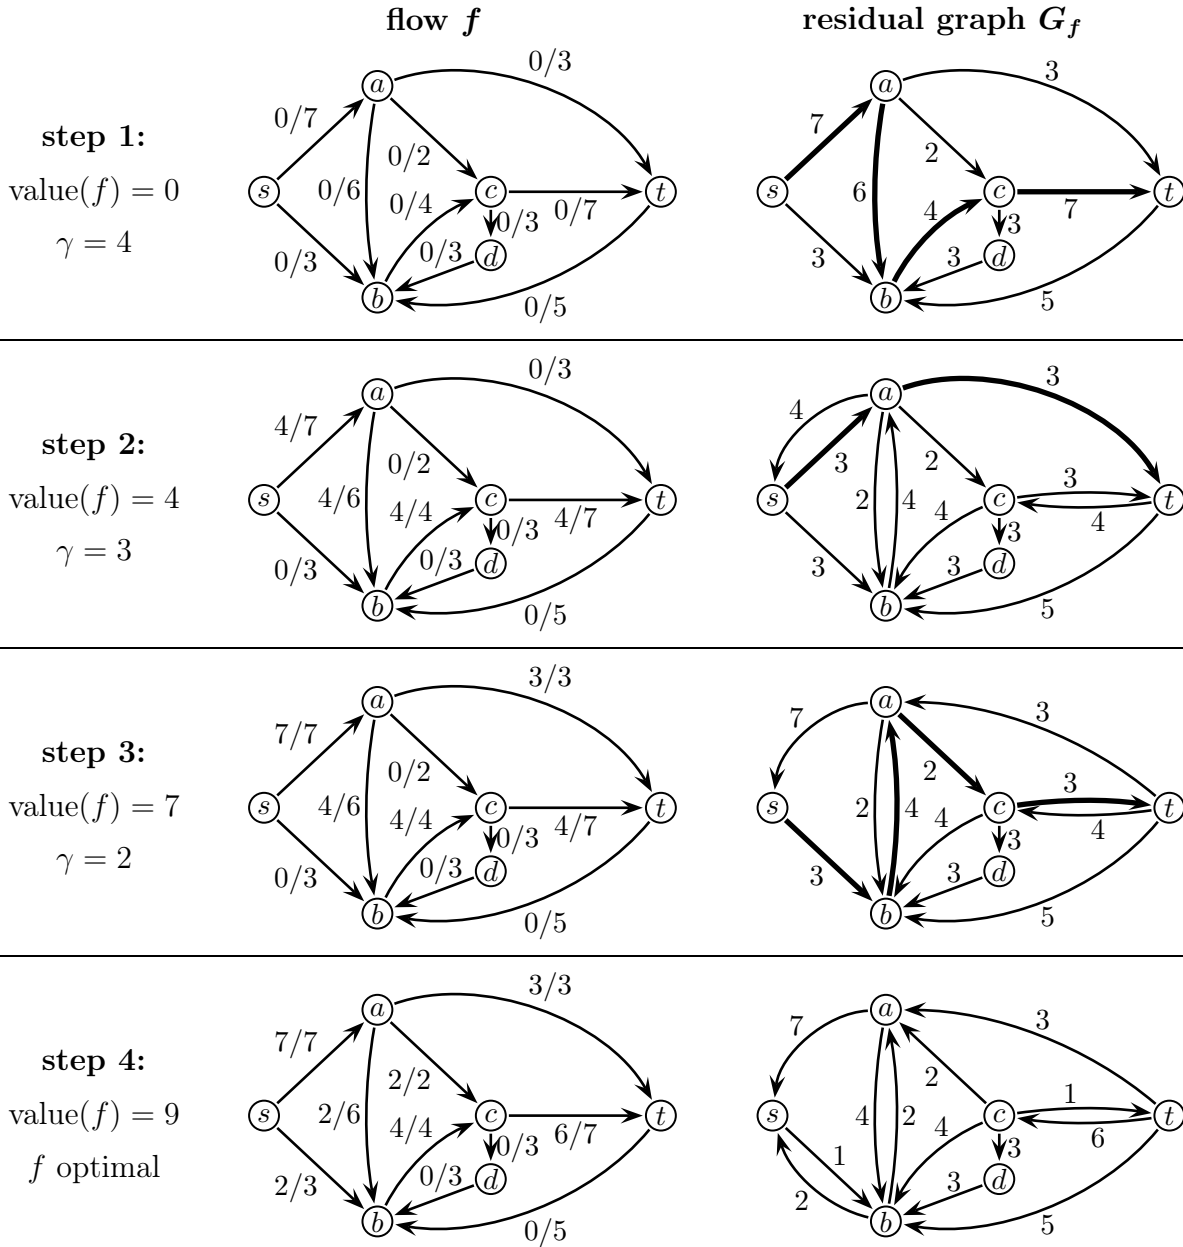 flow f
residual graph G_f
step 1:
value(f) = 0
γ = 4
0/3
a
0/7
0/2
0/6
0/4
s
c
0/7
t
0/3
0/3
d
0/3
b
0/5
3
a
7
2
6
4
s
c
7
t
3
3
d
3
b
5
step 2:
value(f) = 4
γ = 3
0/3
a
4/7
0/2
4/6
4/4
s
c
4/7
t
0/3
0/3
d
0/3
b
0/5
3
a
4
3
2
2
4
4
s
c
3
4
t
3
3
d
3
b
5
step 3:
value(f) = 7
γ = 2
3/3
a
7/7
0/2
4/6
4/4
s
c
4/7
t
0/3
0/3
d
0/3
b
0/5
3
a
7
2
2
4
4
s
c
3
4
t
3
3
d
3
b
5
step 4:
value(f) = 9
f optimal
3/3
a
7/7
2/2
2/6
4/4
s
c
6/7
t
0/3
0/3
d
2/3
b
0/5
3
a
7
2
4
2
4
s
c
1
6
t
1
3
3
d
2
b
5